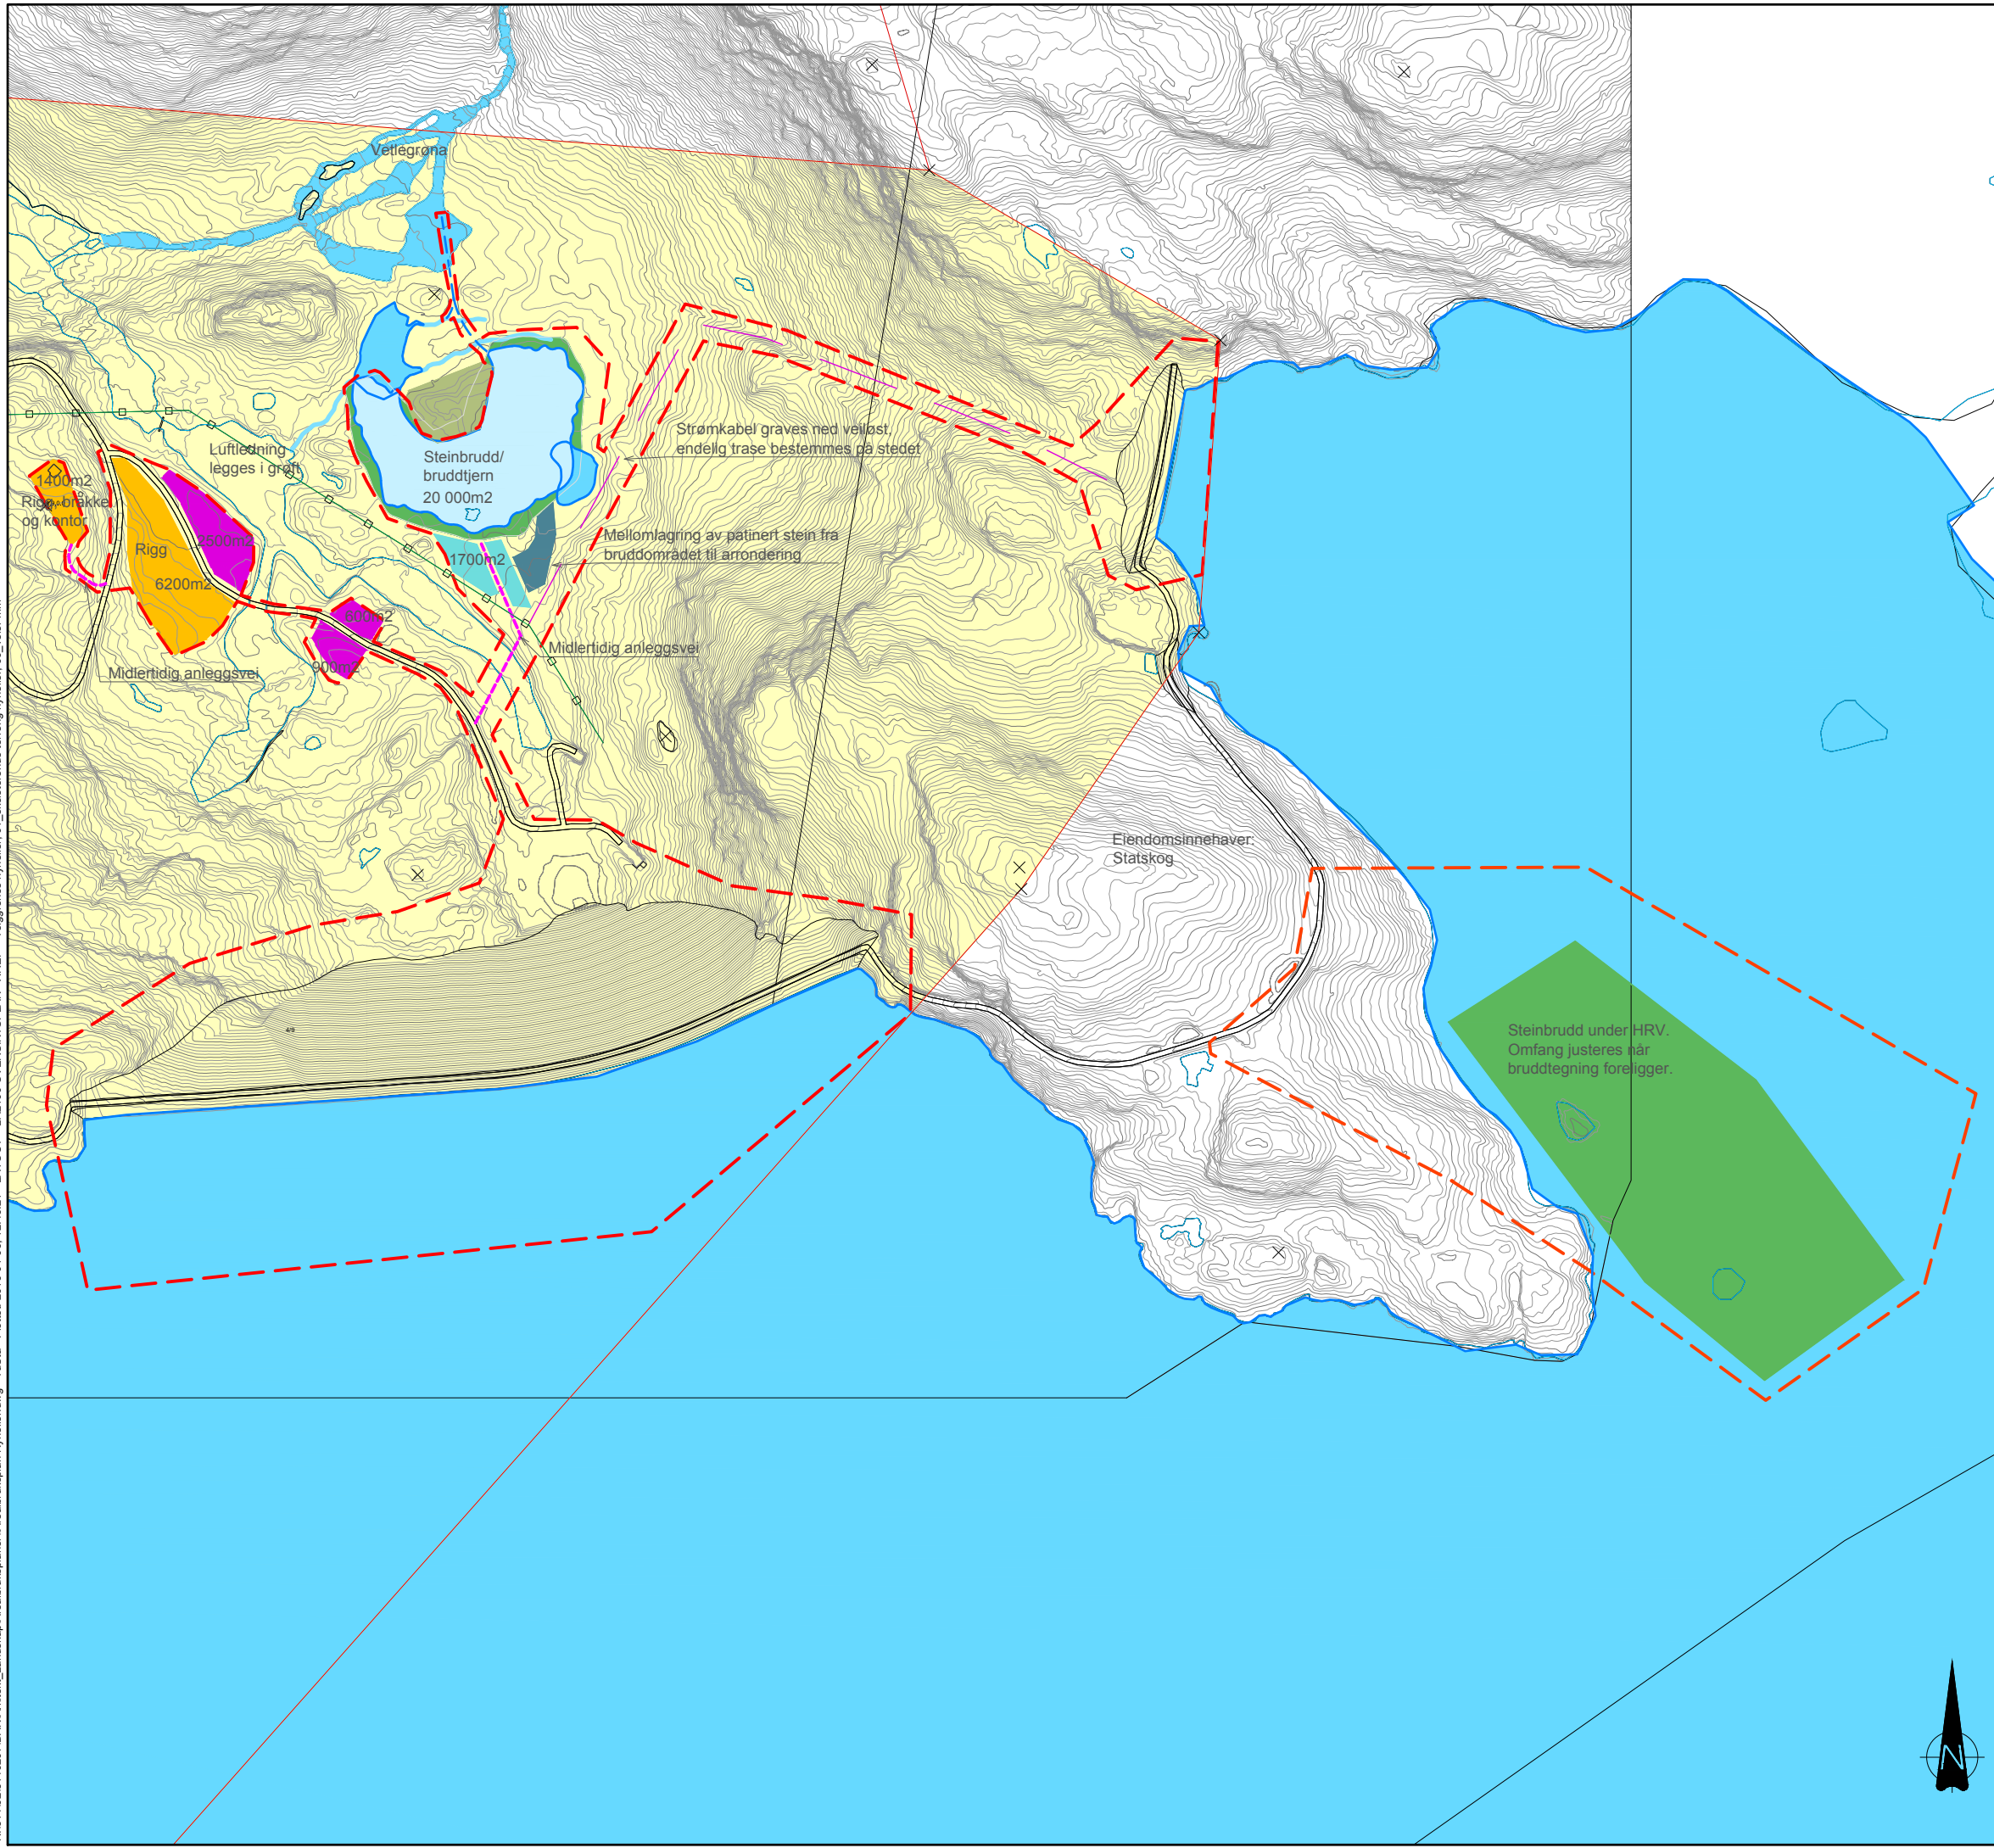 Vetlegrøna
Strømkabel graves ned veiløst,
endelig trase bestemmes på stedet
Luftledning
legges i grøft
Steinbrudd/
bruddtjern
20 000m2
1400m2
Rigg, bråkke
og kontor
Rigg
2500m2
6200m2
1700m2
Mellomlagring av patinert stein fra
bruddområdet til arrondering
600m2
900m2
Midlertidig anleggsvei
Midlertidig anleggsvei
Eiendomsinnehaver:
Statskog
Steinbrudd under HRV.
Omfang justeres når
bruddtegning foreligger.
N